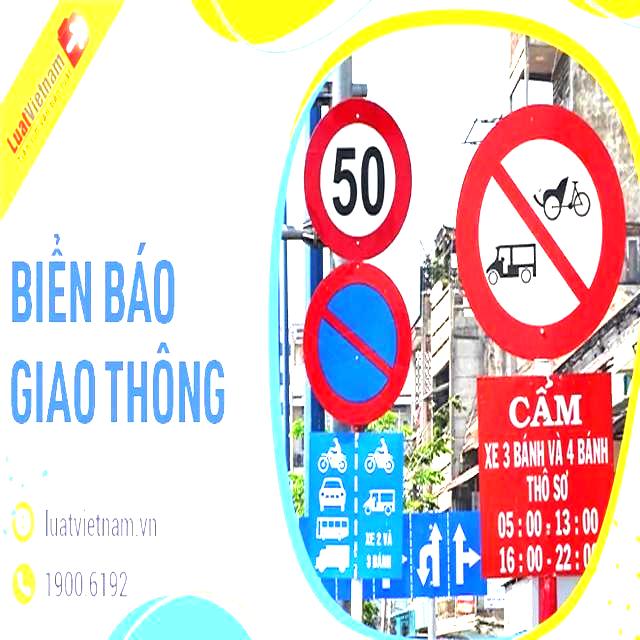 LuatVietnam
BIỂN BÁO
GIAO THÔNG
luatvietnam.vn
1900.6192
50
XE 2 VÀ
3 BÁNH
CẤM
XE 3 BÁNH VÀ 4 BÁNH
THÔ SƠ
05 : 00 - 13 : 00
16 : 00 - 22 : 00